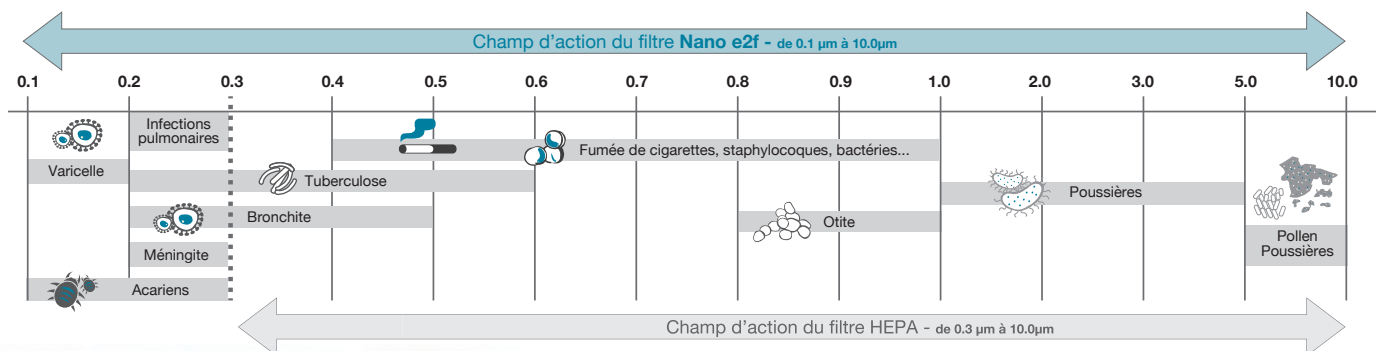 Champ d'action du filtre Nano e2f - de 0.1 µm à 10.0µm
0.1 0.2 0.3 0.4 0.5 0.6 0.8 0.9 1.0 2.0 3.0 5.0 10.0
Infections
pulmonaires
Fumée de cigarettes, staphylocoques, bactéries...
Varicelle
Tuberculose
Poussières
Bronchite
Otite
Pollen
Poussières
Méningite
Acariens
Champ d'action du filtre HEPA - de 0.3 µm à 10.0µm